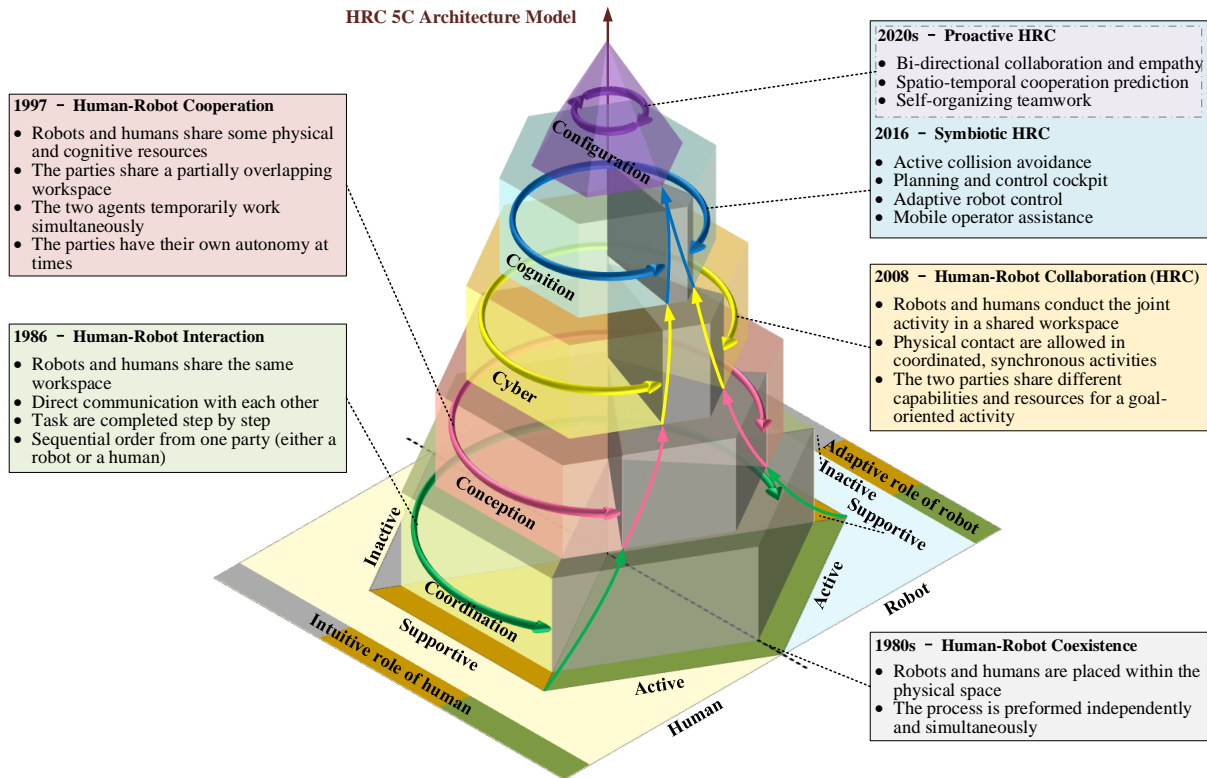 HRC 5C Architecture Model
1997 – Human-Robot Cooperation
• Robots and humans share some physical
and cognitive resources
• The parties share a partially overlapping
workspace
• The two agents temporarily work
simultaneously
• The parties have their own autonomy at
times
1986 – Human-Robot Interaction
• Robots and humans share the same
workspace
• Direct communication with each other
• Task are completed step by step
• Sequential order from one party (either a
robot or a human)
2020s – Proactive HRC
• Bi-directional collaboration and empathy
• Spatio-temporal cooperation prediction
• Self-organizing teamwork
2016 – Symbiotic HRC
• Active collision avoidance
• Planning and control cockpit
• Adaptive robot control
• Mobile operator assistance
2008 – Human-Robot Collaboration (HRC)
• Robots and humans conduct the joint
activity in a shared workspace
• Physical contact are allowed in
coordinated, synchronous activities
• The two parties share different
capabilities and resources for a goal-
oriented activity
1980s – Human-Robot Coexistence
• Robots and humans are placed within the
physical space
• The process is preformed independently
and simultaneously
Configuration
Cognition
Cyber
Conception
Coordination
Inactive
Supportive
Active
Intuitive role of human
Human
Inactive
Supportive
Active
Adaptive role of robot
Robot